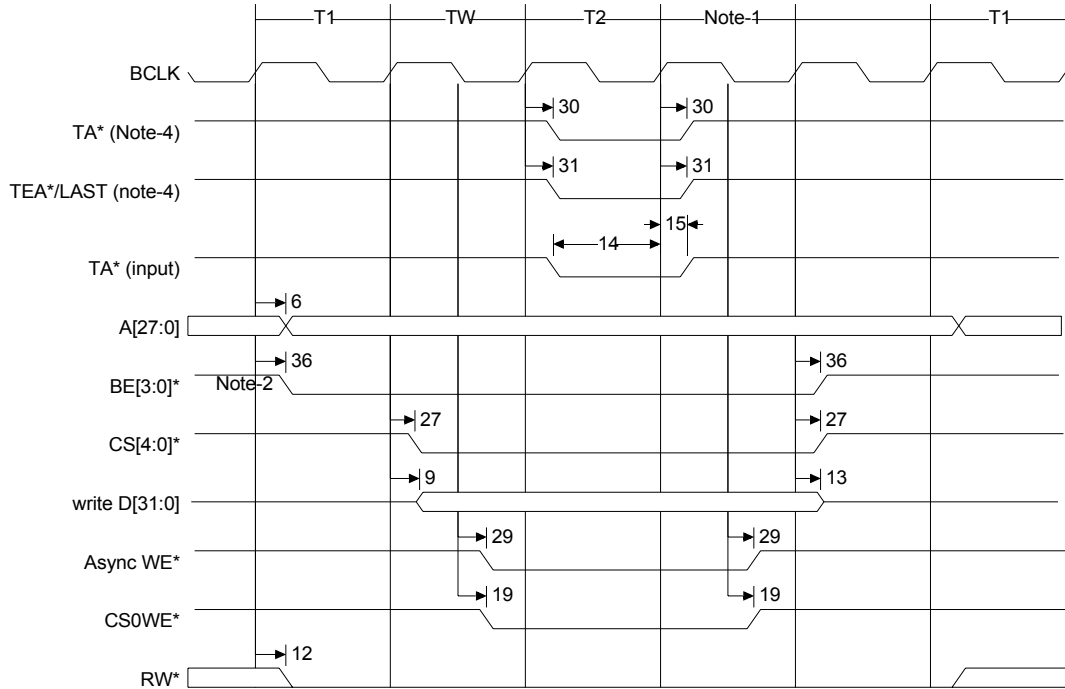 T1 TW T2 Note-1 T1
BCLK
30 30
TA* (Note-4)
31 31
TEA*/LAST (note-4)
15
14
TA* (input)
6
A[27:0]
36 36
Note-2
BE[3:0]*
27 27
CS[4:0]*
9 13
write D[31:0]
29 29
Async WE*
19 19
CS0WE*
12
RW*